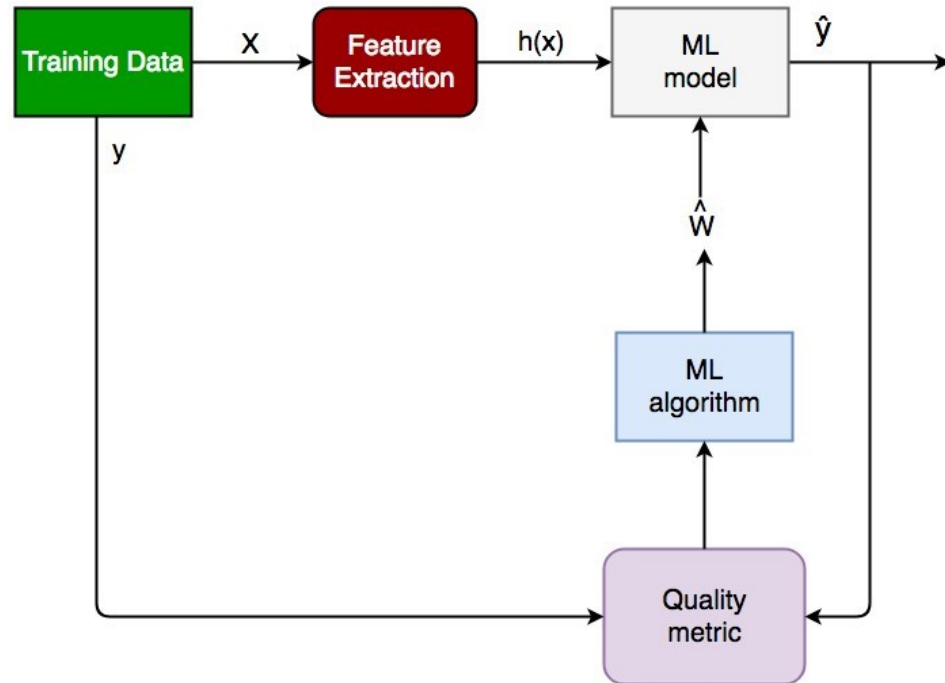 Training Data
X
Feature
Extraction
h(x)
ML
model
ŷ
y
ŵ
ML
algorithm
Quality
metric